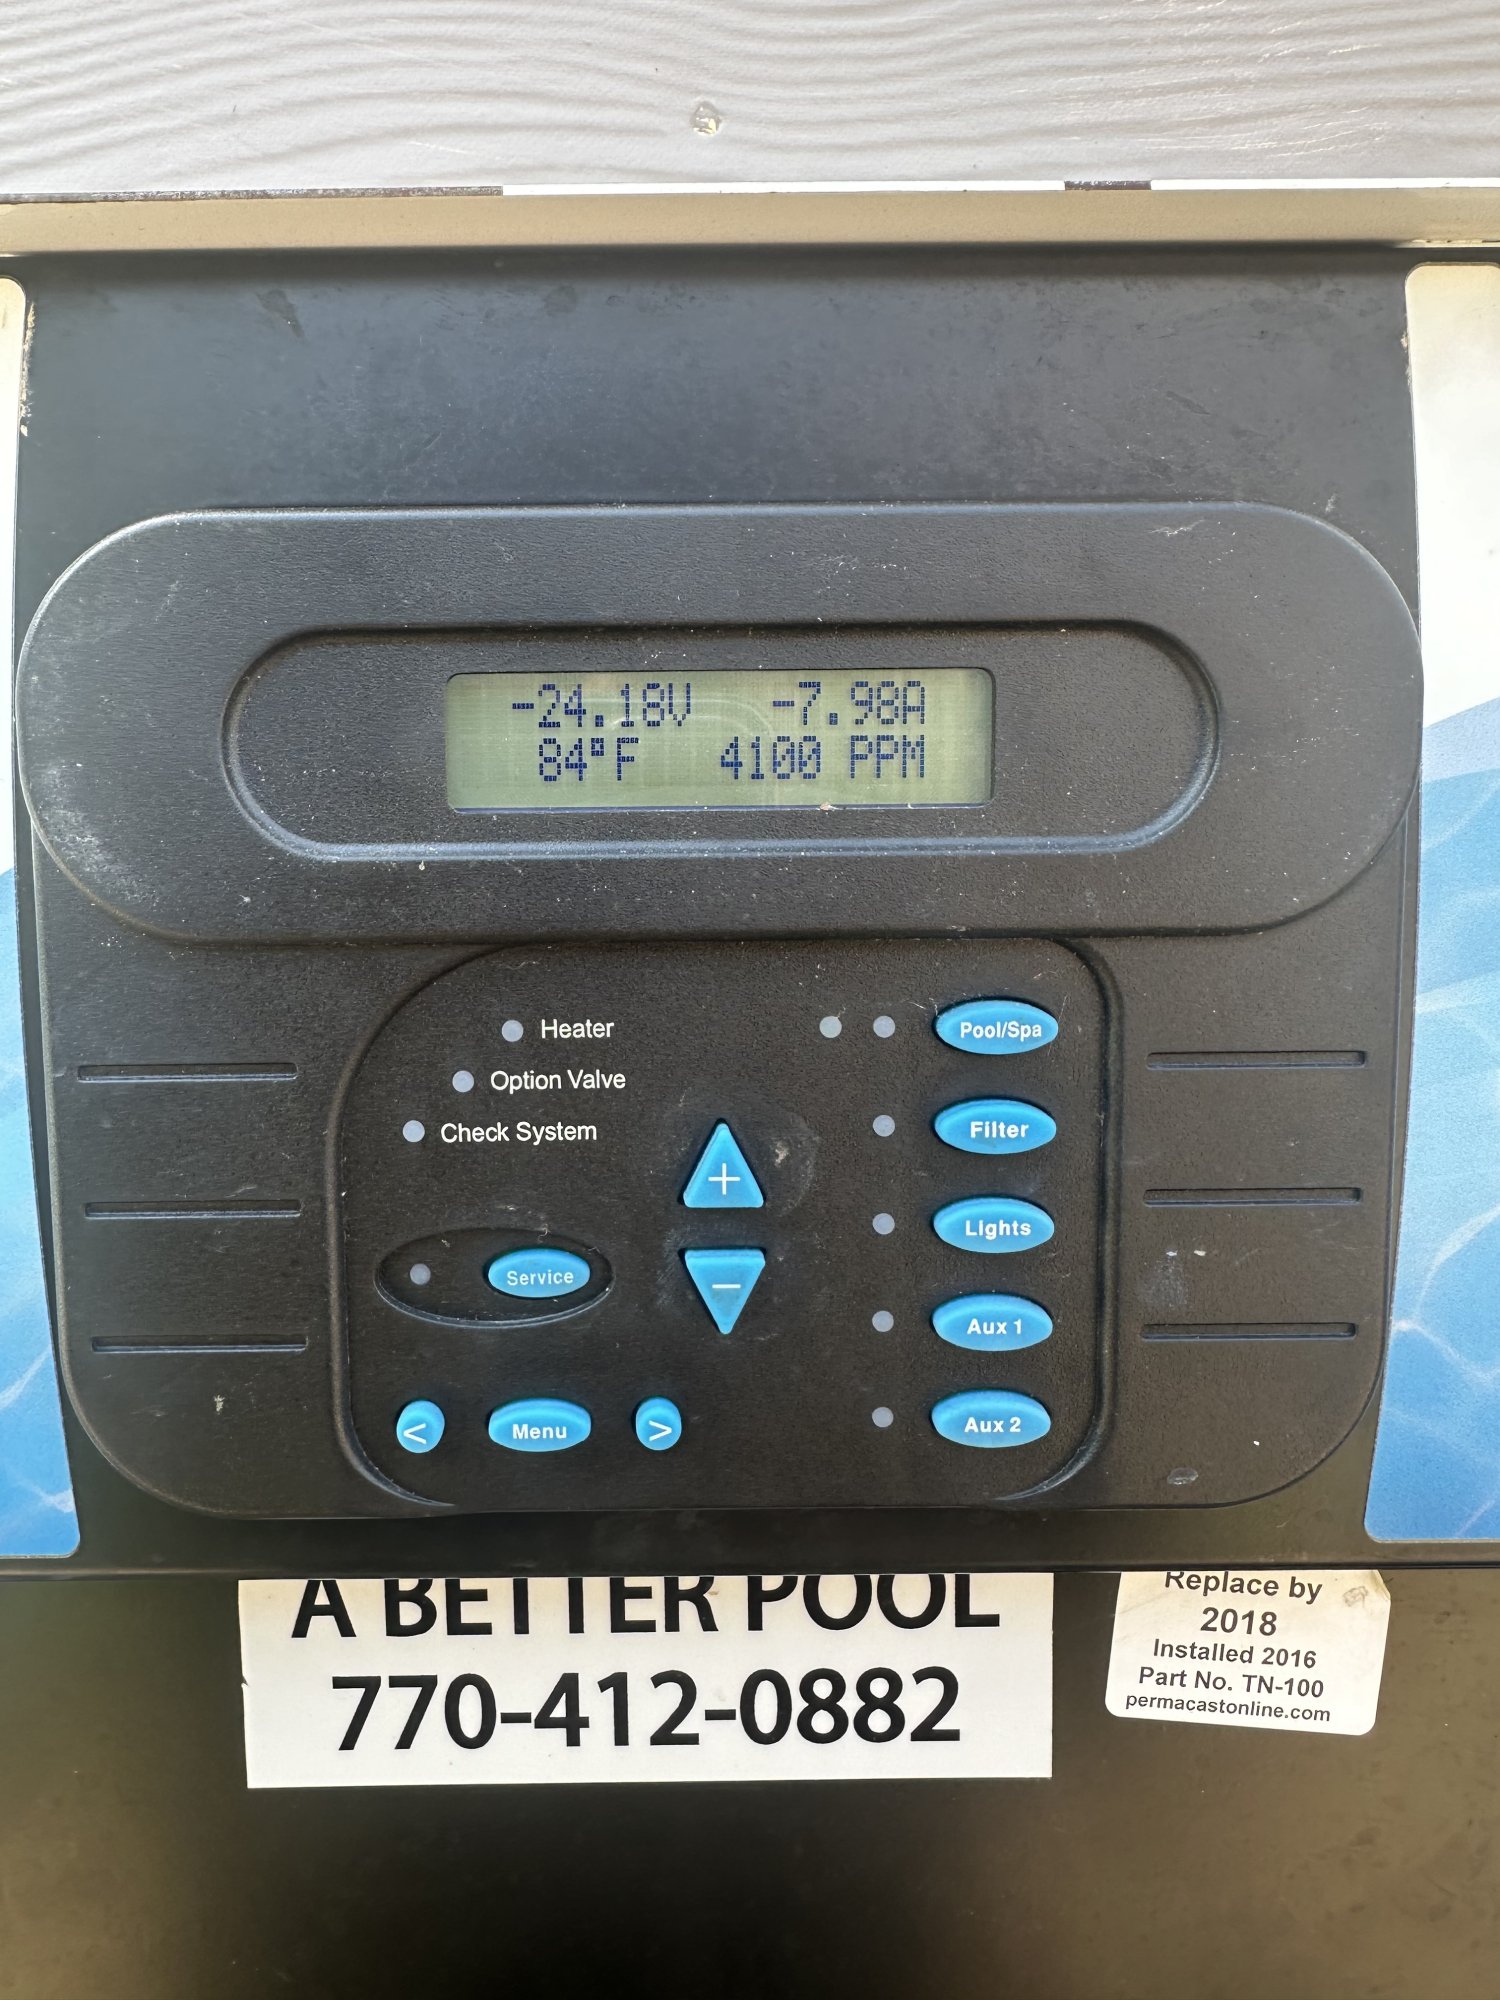 -24.18V -7.98A
84°F 4100 PPM
Heater
Option Valve
Check System
Pool/Spa
Filter
Lights
Aux 1
Aux 2
+
−
Service
< Menu >
A BETTER POOL
770-412-0882
Replace by
2018
Installed 2016
Part No. TN-100
permacastonline.com